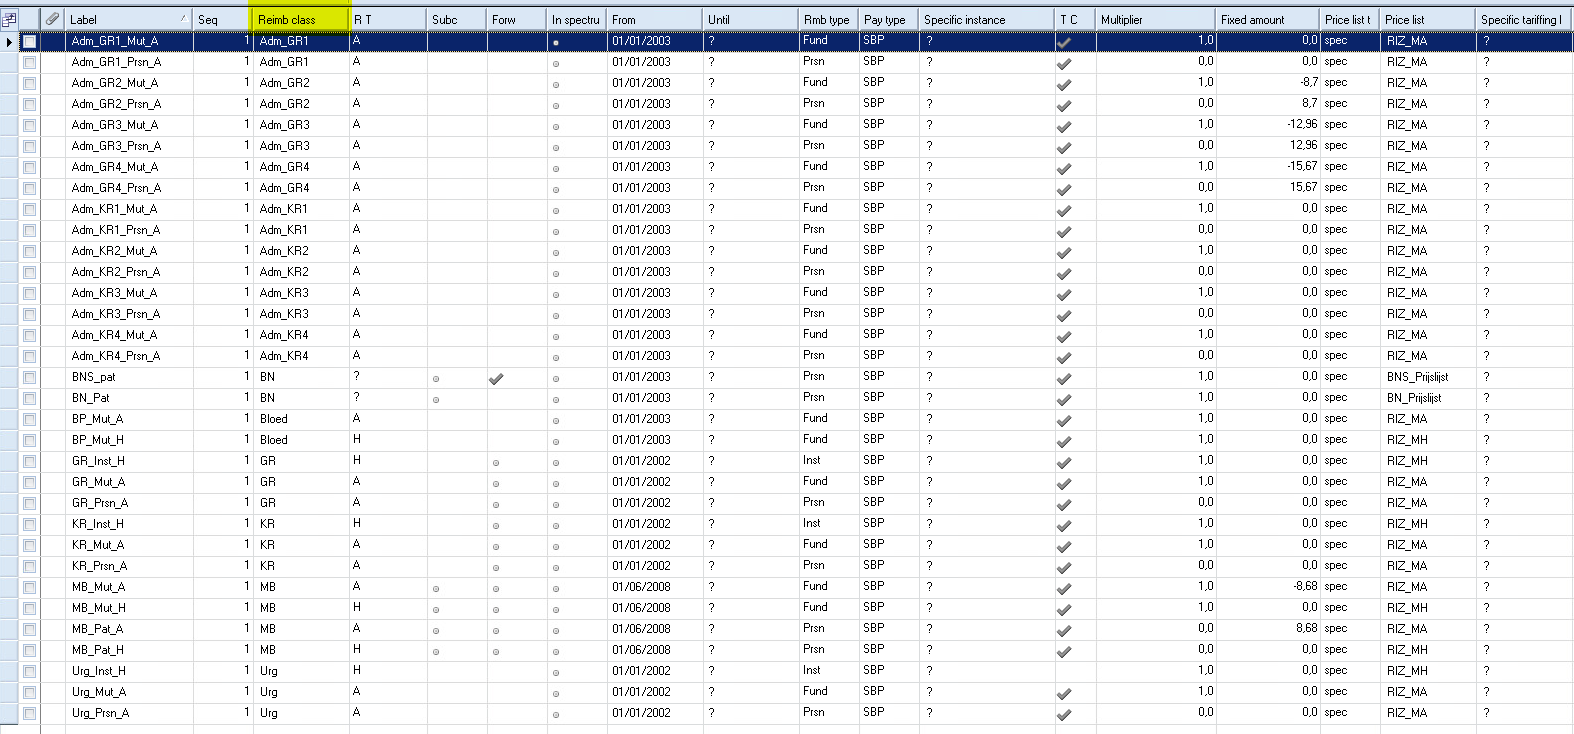 Label Seq Reimb class R T Subc Forw In spectru From Until Rmb type Pay type Specific instance T C Multiplier Fixed amount Price list t Price list Specific tariffing l
Adm_GR1_Mut_A 1 Adm_GR1 A 01/01/2003 ? Fund SBP ? 1,0 0,0 spec RIZ_MA ?
Adm_GR1_Prsn_A 1 Adm_GR1 A 01/01/2003 ? Prsn SBP ? 0,0 0,0 spec RIZ_MA ?
Adm_GR2_Mut_A 1 Adm_GR2 A 01/01/2003 ? Fund SBP ? 1,0 -8,7 spec RIZ_MA ?
Adm_GR2_Prsn_A 1 Adm_GR2 A 01/01/2003 ? Prsn SBP ? 0,0 8,7 spec RIZ_MA ?
Adm_GR3_Mut_A 1 Adm_GR3 A 01/01/2003 ? Fund SBP ? 1,0 -12,96 spec RIZ_MA ?
Adm_GR3_Prsn_A 1 Adm_GR3 A 01/01/2003 ? Prsn SBP ? 0,0 12,96 spec RIZ_MA ?
Adm_GR4_Mut_A 1 Adm_GR4 A 01/01/2003 ? Fund SBP ? 1,0 -15,67 spec RIZ_MA ?
Adm_GR4_Prsn_A 1 Adm_GR4 A 01/01/2003 ? Prsn SBP ? 0,0 15,67 spec RIZ_MA ?
Adm_KR1_Mut_A 1 Adm_KR1 A 01/01/2003 ? Fund SBP ? 1,0 0,0 spec RIZ_MA ?
Adm_KR1_Prsn_A 1 Adm_KR1 A 01/01/2003 ? Prsn SBP ? 0,0 0,0 spec RIZ_MA ?
Adm_KR2_Mut_A 1 Adm_KR2 A 01/01/2003 ? Fund SBP ? 1,0 0,0 spec RIZ_MA ?
Adm_KR2_Prsn_A 1 Adm_KR2 A 01/01/2003 ? Prsn SBP ? 0,0 0,0 spec RIZ_MA ?
Adm_KR3_Mut_A 1 Adm_KR3 A 01/01/2003 ? Fund SBP ? 1,0 0,0 spec RIZ_MA ?
Adm_KR3_Prsn_A 1 Adm_KR3 A 01/01/2003 ? Prsn SBP ? 0,0 0,0 spec RIZ_MA ?
Adm_KR4_Mut_A 1 Adm_KR4 A 01/01/2003 ? Fund SBP ? 1,0 0,0 spec RIZ_MA ?
Adm_KR4_Prsn_A 1 Adm_KR4 A 01/01/2003 ? Prsn SBP ? 0,0 0,0 spec RIZ_MA ?
BNS_pat 1 BN ? 01/01/2003 ? Prsn SBP ? 1,0 0,0 spec BNS_Prijslijst ?
BN_Pat 1 BN ? 01/01/2003 ? Prsn SBP ? 1,0 0,0 spec BN_Prijslijst ?
BP_Mut_A 1 Bloed A 01/01/2003 ? Fund SBP ? 1,0 0,0 spec RIZ_MA ?
BP_Mut_H 1 Bloed H 01/01/2003 ? Fund SBP ? 1,0 0,0 spec RIZ_MH ?
GR_Inst_H 1 GR H 01/01/2002 ? Inst SBP ? 1,0 0,0 spec RIZ_MH ?
GR_Mut_A 1 GR A 01/01/2002 ? Fund SBP ? 1,0 0,0 spec RIZ_MA ?
GR_Prsn_A 1 GR A 01/01/2002 ? Prsn SBP ? 0,0 0,0 spec RIZ_MA ?
KR_Inst_H 1 KR H 01/01/2002 ? Inst SBP ? 1,0 0,0 spec RIZ_MH ?
KR_Mut_A 1 KR A 01/01/2002 ? Fund SBP ? 1,0 0,0 spec RIZ_MA ?
KR_Prsn_A 1 KR A 01/01/2002 ? Prsn SBP ? 0,0 0,0 spec RIZ_MA ?
MB_Mut_A 1 MB A 01/06/2008 ? Fund SBP ? 1,0 -8,68 spec RIZ_MA ?
MB_Mut_H 1 MB H 01/06/2008 ? Fund SBP ? 1,0 0,0 spec RIZ_MH ?
MB_Pat_A 1 MB A 01/06/2008 ? Prsn SBP ? 0,0 8,68 spec RIZ_MA ?
MB_Pat_H 1 MB H 01/06/2008 ? Prsn SBP ? 0,0 0,0 spec RIZ_MH ?
Urg_Inst_H 1 Urg H 01/01/2002 ? Inst SBP ? 1,0 0,0 spec RIZ_MH ?
Urg_Mut_A 1 Urg A 01/01/2002 ? Fund SBP ? 1,0 0,0 spec RIZ_MA ?
Urg_Prsn_A 1 Urg A 01/01/2002 ? Prsn SBP ? 0,0 0,0 spec RIZ_MA ?